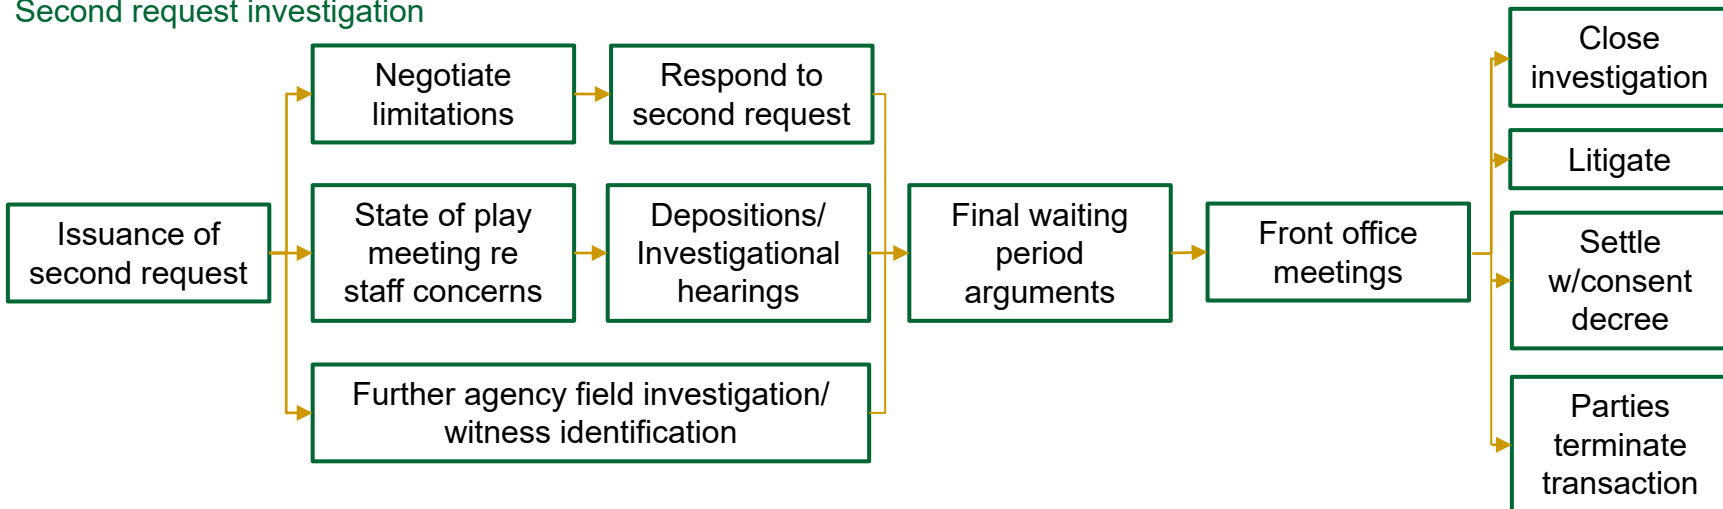 Second request investigation
Issuance of
second request
Negotiate
limitations
Respond to
second request
State of play
meeting re
staff concerns
Depositions/
Investigational
hearings
Further agency field investigation/
witness identification
Final waiting
period
arguments
Front office
meetings
Close
investigation
Litigate
Settle
w/consent
decree
Parties
terminate
transaction